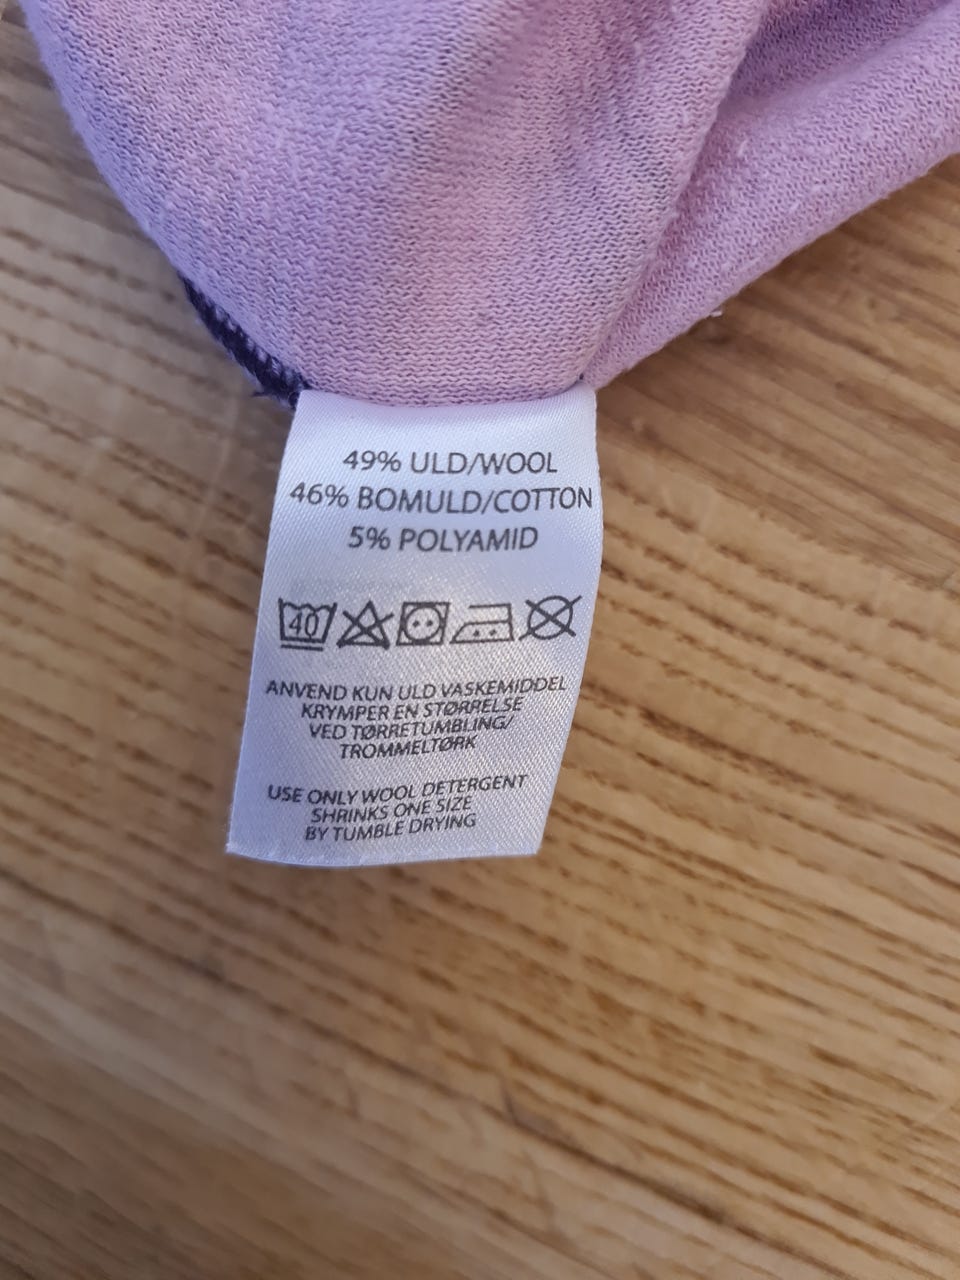 49% ULD/WOOL
46% BOMULD/COTTON
5% POLYAMID
40
ANVEND KUN ULD VASKEMIDDEL
KRYMPER EN STØRRELSE
VED TØRRETUMBLING/
TROMMELTØRK
USE ONLY WOOL DETERGENT
SHRINKS ONE SIZE
BY TUMBLE DRYING